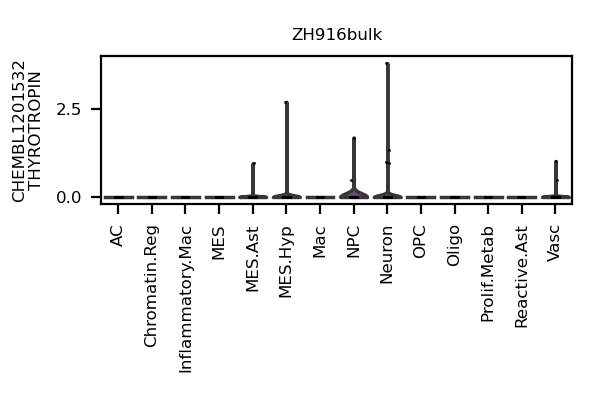 ZH916bulk
CHEMBL1201532
THYROTROPIN
2.5
0.0
AC
Chromatin.Reg
Inflammatory.Mac
MES
MES.Ast
MES.Hyp
Mac
NPC
Neuron
OPC
Oligo
Prolif.Metab
Reactive.Ast
Vasc